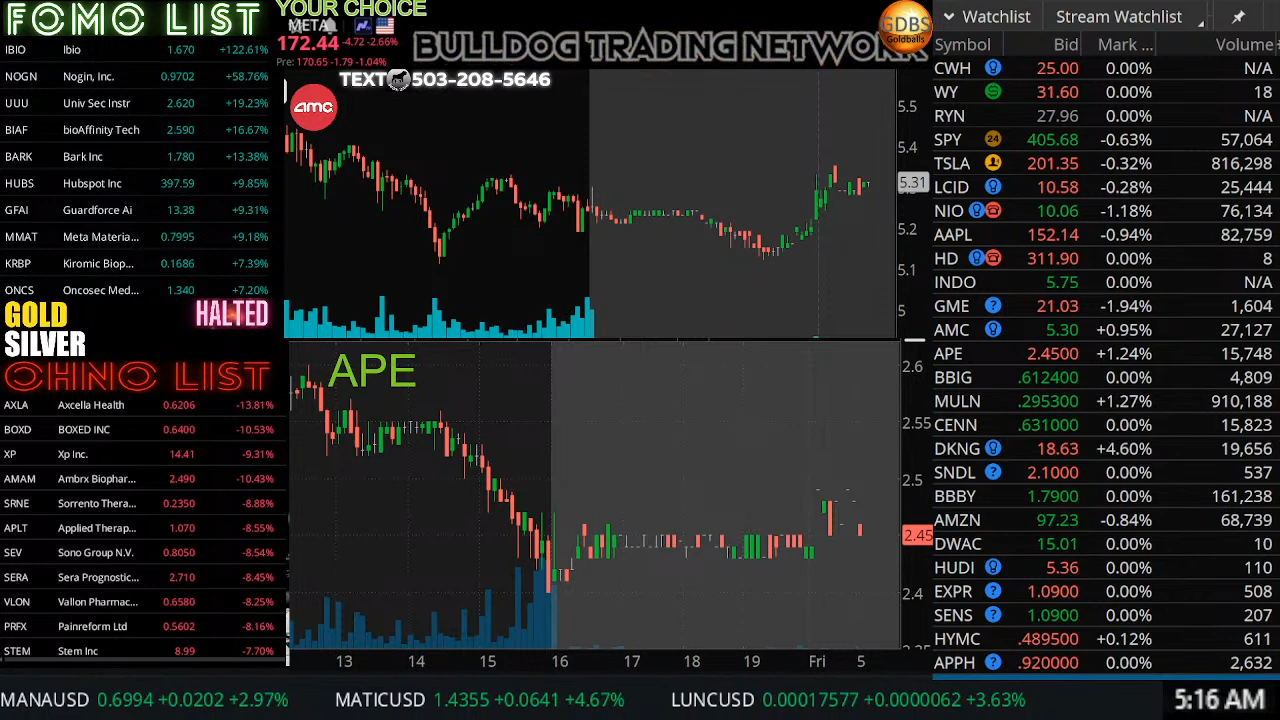 FOMO LIST
IBIO Ibio 1.670 +122.61%
NOGN Nogin, Inc. 0.9702 +58.76%
UUU Univ Sec Instr 2.620 +19.23%
BIAF bioAffinity Tech 2.590 +16.67%
BARK Bark Inc 1.780 +13.38%
HUBS Hubspot Inc 397.59 +9.85%
GFAI Guardforce Ai 13.38 +9.31%
MMAT Meta Materia... 0.7995 +9.18%
KRBP Kiromic Biop... 0.1686 +7.39%
ONCS Oncosec Med... 1.340 +7.20%
GOLD HALTED
SILVER
OHNO LIST
AXLA Axcella Health 0.6206 -13.81%
BOXD BOXED INC 0.6400 -10.53%
XP Xp Inc. 14.41 -9.31%
AMAM Ambrx Biophar... 2.490 -10.43%
SRNE Sorrento Thera... 0.2350 -8.88%
APLT Applied Therap... 1.070 -8.55%
SEV Sono Group N.V. 0.8050 -8.54%
SERA Sera Prognostic... 2.710 -8.45%
VLON Vallon Pharmac... 0.6580 -8.25%
PRFX Painreform Ltd 0.5602 -8.16%
STEM Stem Inc 8.99 -7.70%
YOUR CHOICE
META
172.44 -4.72 -2.66%
Pre: 170.65 -1.79 -1.04%
BULLDOG TRADING NETWORK
GDBS
Goldballs
TEXT 503-208-5646
amc
5.5
5.4
5.31
5.2
5.1
5
APE
2.6
2.55
2.5
2.45
2.4
13 14 15 16 17 18 19 Fri 5
Watchlist Stream Watchlist
Symbol Bid Mark ... Volume
CWH 25.00 0.00% N/A
WY 31.60 0.00% 18
RYN 27.96 0.00% N/A
SPY 24 405.68 -0.63% 57,064
TSLA 201.35 -0.32% 816,298
LCID 10.58 -0.28% 25,444
NIO 10.06 -1.18% 76,134
AAPL 152.14 -0.94% 82,759
HD 311.90 0.00% 8
INDO 5.75 0.00% N/A
GME ? 21.03 -1.94% 1,604
AMC 5.30 +0.95% 27,127
APE 2.4500 +1.24% 15,748
BBIG .612400 0.00% 4,809
MULN .295300 +1.27% 910,188
CENN .631000 0.00% 15,823
DKNG 18.63 +4.60% 19,656
SNDL ? 2.1000 0.00% 537
BBBY 1.7900 0.00% 161,238
AMZN 97.23 -0.84% 68,739
DWAC 15.01 0.00% 10
HUDI 5.36 0.00% 110
EXPR ? 1.0900 0.00% 508
SENS ? 1.0900 0.00% 207
HYMC .489500 +0.12% 611
APPH ? .920000 0.00% 2,632
MANAUSD 0.6994 +0.0202 +2.97% MATICUSD 1.4355 +0.0641 +4.67% LUNCUSD 0.00017577 +0.0000062 +3.63% 5:16 AM